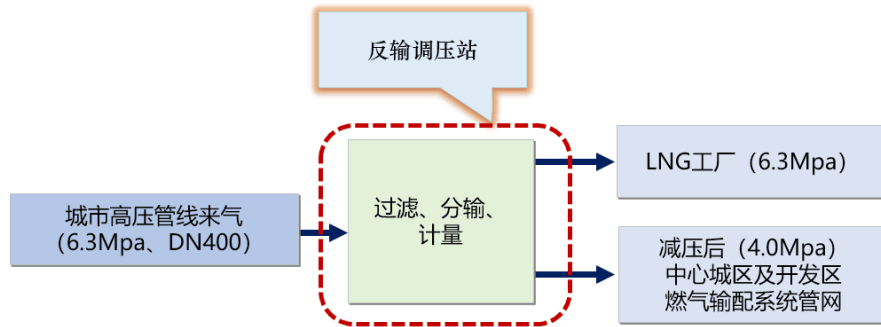 反输调压站
LNG工厂（6.3Mpa）
城市高压管线来气
（6.3Mpa、DN400）
过滤、分输、
计量
减压后（4.0Mpa）
中心城区及开发区
燃气输配系统管网